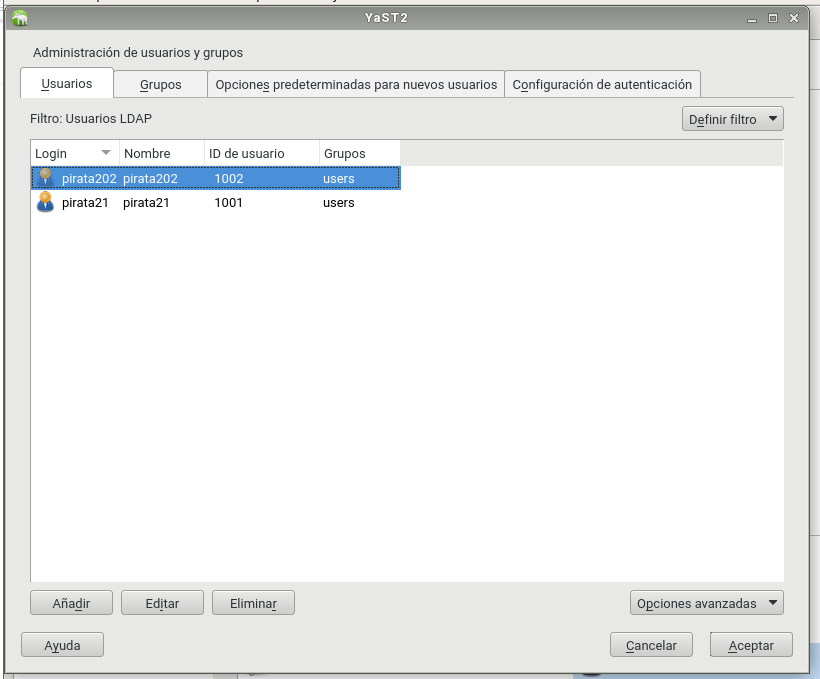 YaST2
Administración de usuarios y grupos
Usuarios Grupos Opciones predeterminadas para nuevos usuarios Configuración de autenticación
Filtro: Usuarios LDAP Definir filtro
Login Nombre ID de usuario Grupos
pirata202 pirata202 1002 users
pirata21 pirata21 1001 users
Añadir Editar Eliminar Opciones avanzadas
Ayuda Cancelar Aceptar